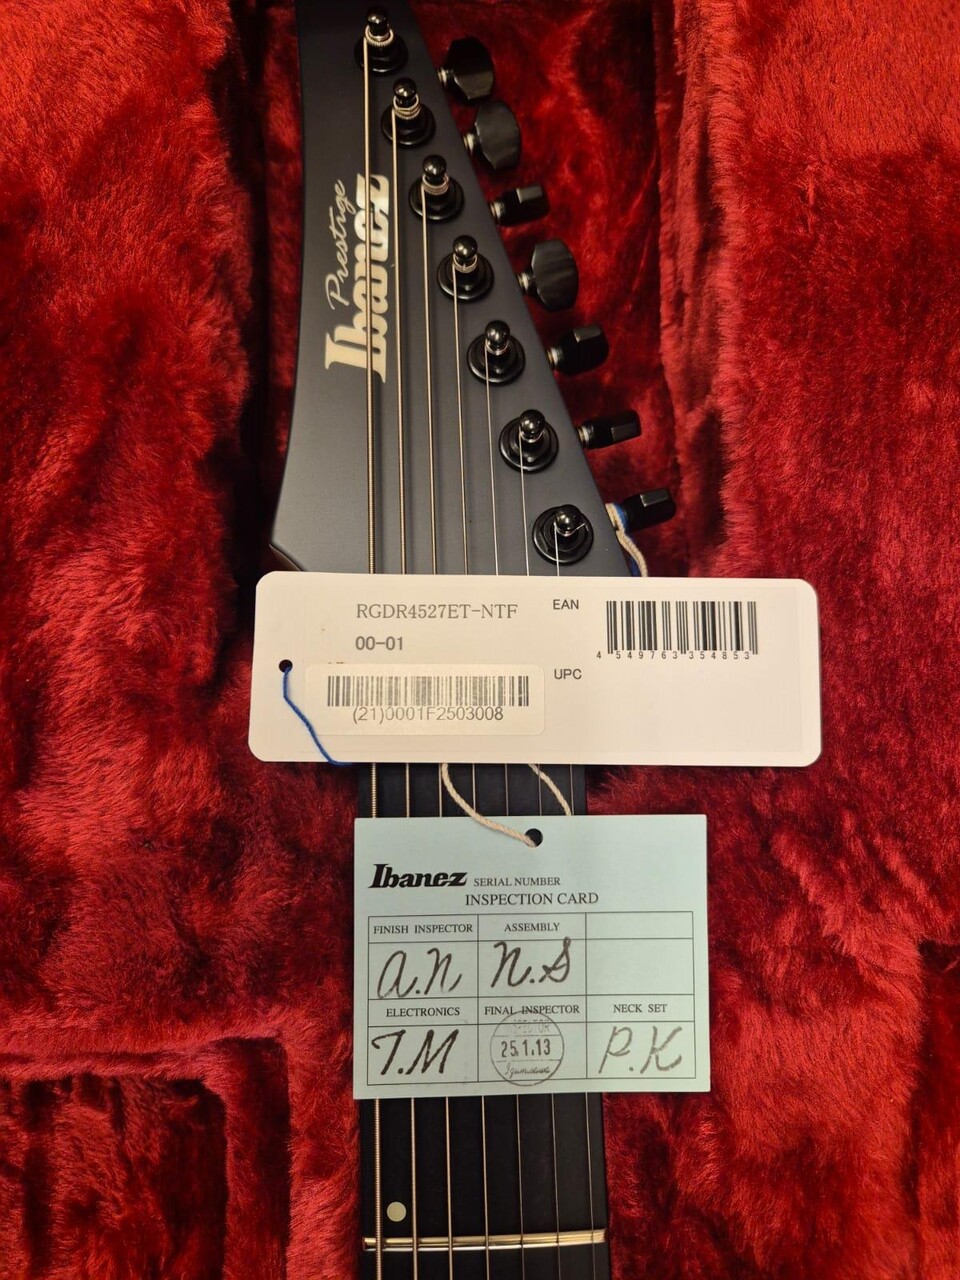 Prestige
Ibanez
RGDR4527ET-NTF
00-01
EAN
4 549763 354853
UPC
(21)0001F2503008
Ibanez SERIAL NUMBER
INSPECTION CARD
FINISH INSPECTOR ASSEMBLY
a.n n.s
ELECTRONICS FINAL INSPECTOR NECK SET
INSPECTOR
T.M 25.1.13 P.K